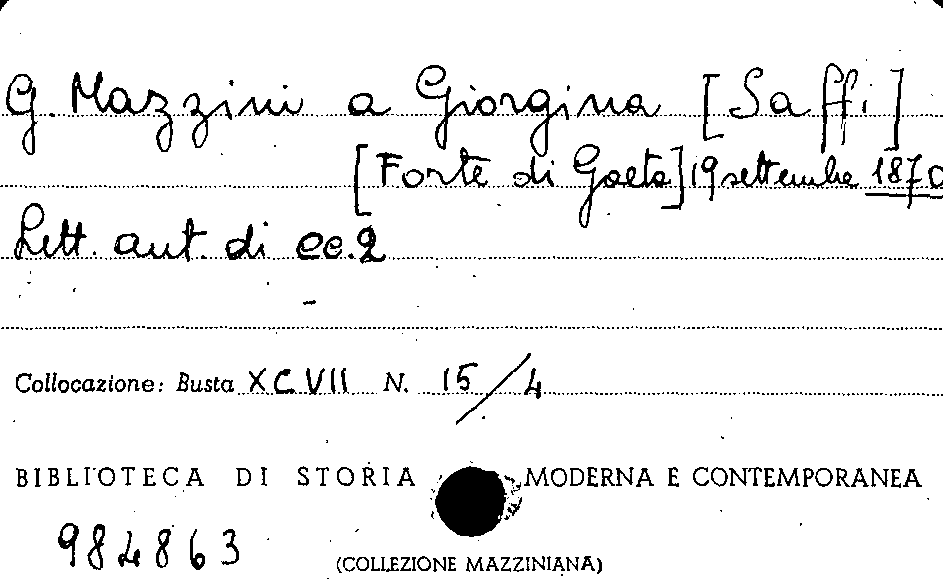 G. Mazzini a Giorgina [Saffi]
[Forte di Gaeta] 19 settembre 1870
Lett. aut. di cc. 2
Collocazione: Busta XCVII N. 15/4
BIBLIOTECA DI STORIA MODERNA E CONTEMPORANEA
984863
(COLLEZIONE MAZZINIANA)